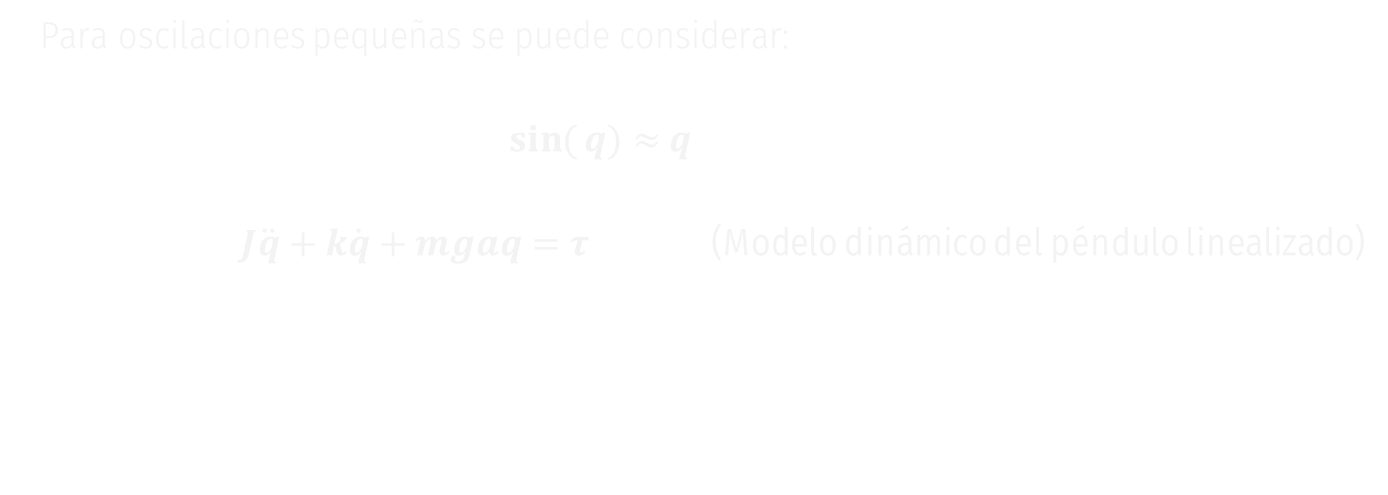 Para oscilaciones pequeñas se puede considerar:
sin( q) ≈ q
Jq̈ + kq̇ + mgaq = τ (Modelo dinámico del péndulo linealizado)